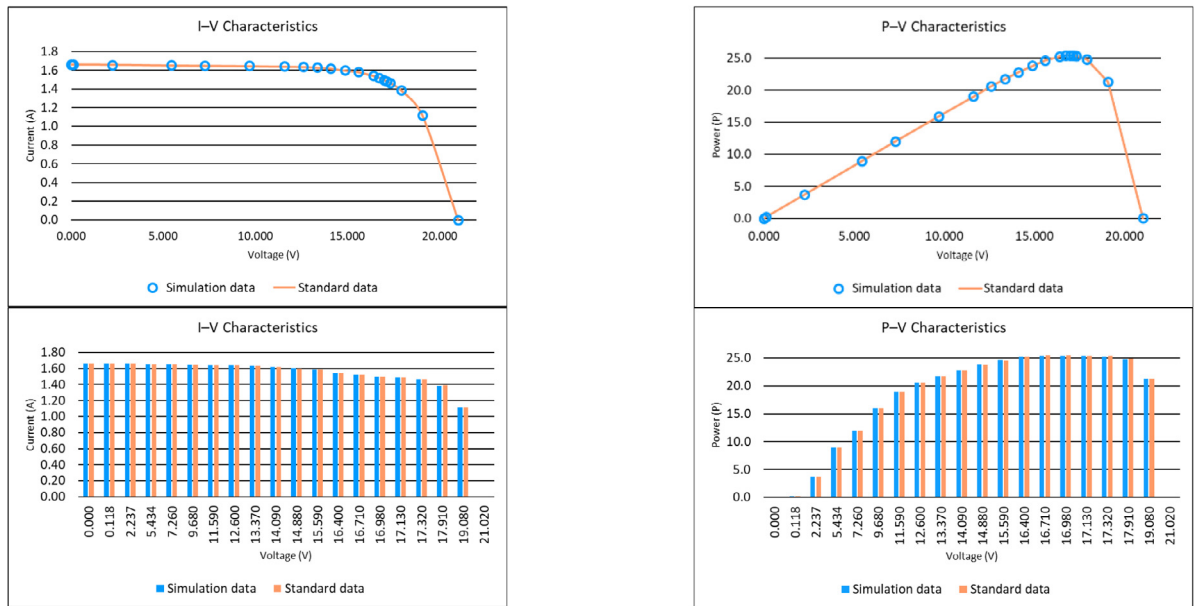 I–V Characteristics
1.8
1.6
1.4
1.2
1.0
0.8
0.6
0.4
0.2
0.0
Current (A)
0.000 5.000 10.000 15.000 20.000
Voltage (V)
Simulation data Standard data
P–V Characteristics
25.0
20.0
15.0
10.0
5.0
0.0
Power (P)
0.000 5.000 10.000 15.000 20.000
Voltage (V)
Simulation data Standard data
I–V Characteristics
1.80
1.60
1.40
1.20
1.00
0.80
0.60
0.40
0.20
0.00
Current (A)
0.000 0.118 2.237 5.434 7.260 9.680 11.590 12.600 13.370 14.090 14.880 15.590 16.400 16.710 16.980 17.130 17.320 17.910 19.080 21.020
Voltage (V)
Simulation data Standard data
P–V Characteristics
25.0
20.0
15.0
10.0
5.0
0.0
Power (P)
0.000 0.118 2.237 5.434 7.260 9.680 11.590 12.600 13.370 14.090 14.880 15.590 16.400 16.710 16.980 17.130 17.320 17.910 19.080 21.020
Voltage (V)
Simulation data Standard data